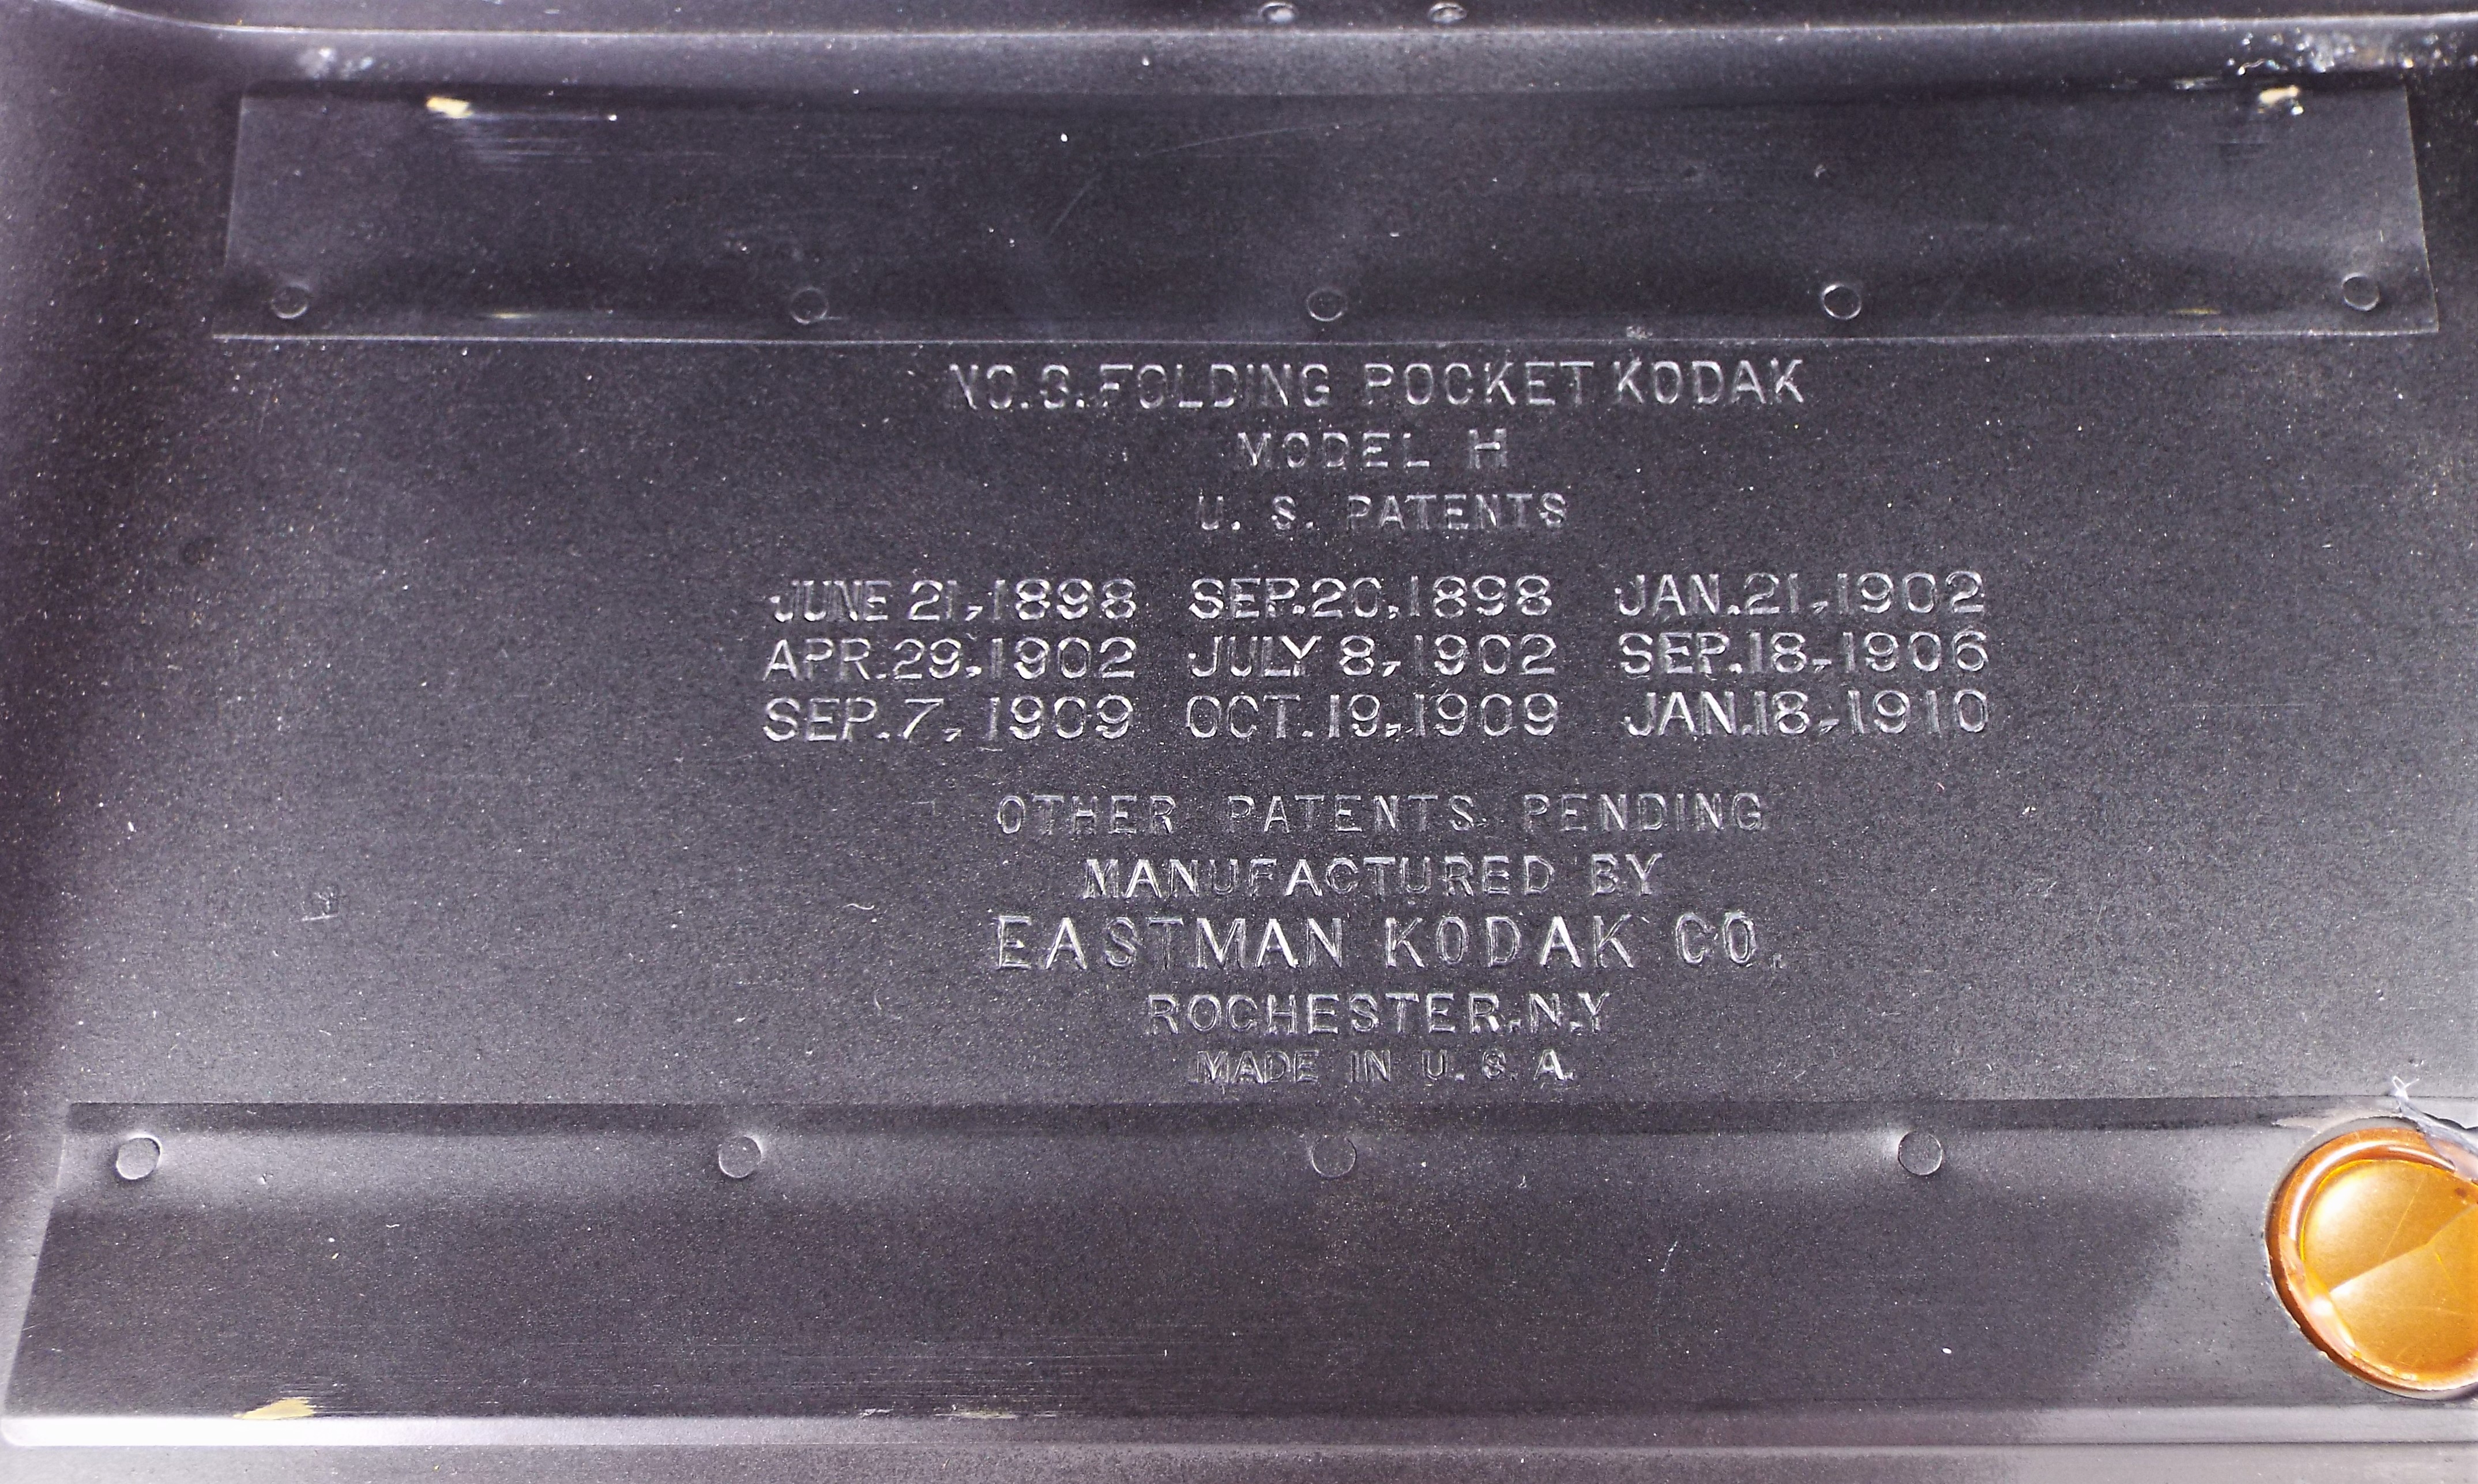 NO.3.FOLDING POCKET KODAK
MODEL H
U. S. PATENTS
JUNE 21,1898 SEP.20,1898 JAN.21,1902
APR.29,1902 JULY 8,1902 SEP.18,1906
SEP.7,1909 OCT.19,1909 JAN.18,1910
OTHER PATENTS PENDING
MANUFACTURED BY
EASTMAN KODAK CO.
ROCHESTER,N.Y
MADE IN U.S.A.